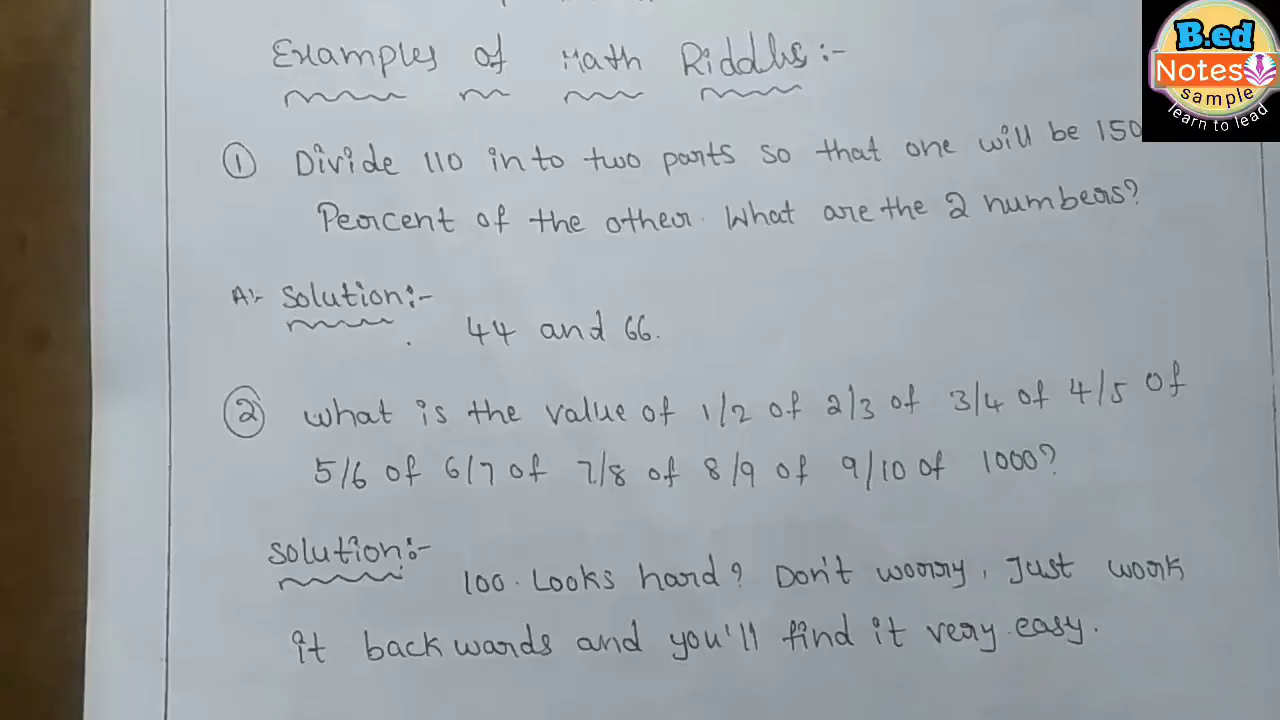 Examples of Math Riddles:-
① Divide 110 in to two parts so that one will be 150
Percent of the other. What are the 2 numbers?
A:- Solution:-
44 and 66.
② What is the value of 1/2 of 2/3 of 3/4 of 4/5 of
5/6 of 6/7 of 7/8 of 8/9 of 9/10 of 1000?
Solution:-
100. Looks hard? Don't worry, Just work
it back wards and you'll find it very easy.
B.ed
Notes
sample
learn to lead